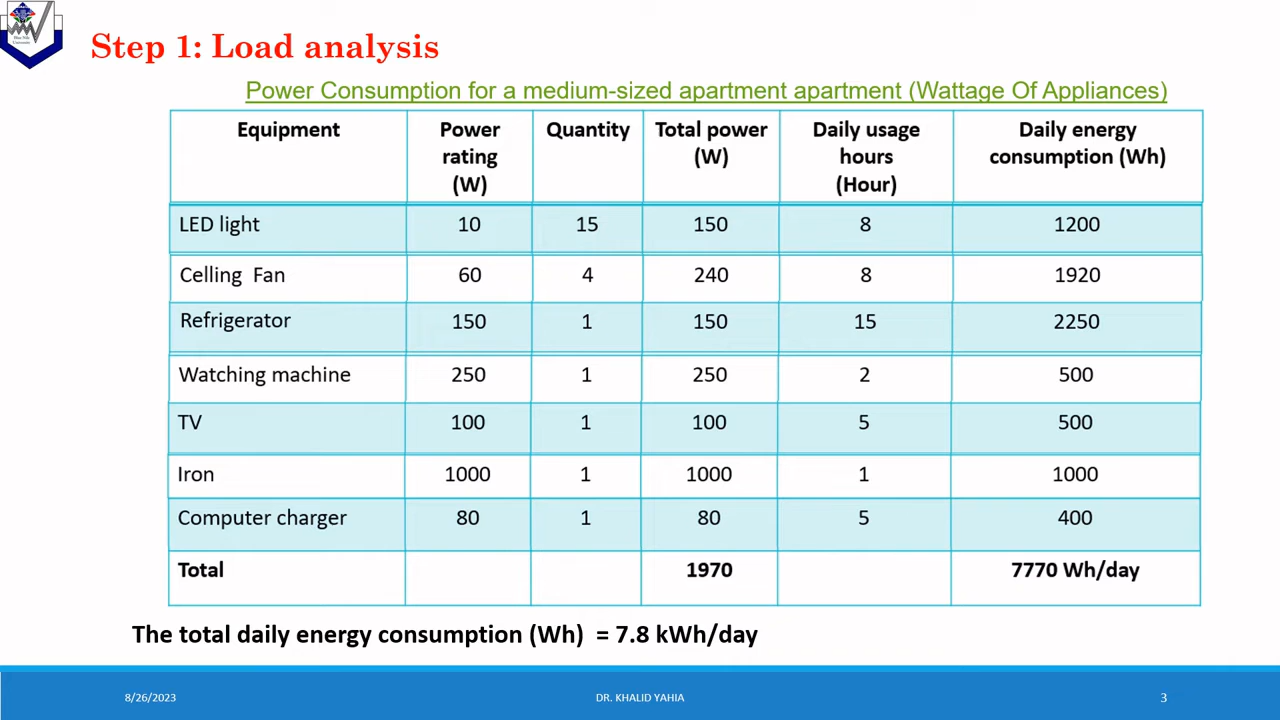 Step 1: Load analysis
Power Consumption for a medium-sized apartment apartment (Wattage Of Appliances)
Equipment Power rating (W) Quantity Total power (W) Daily usage hours (Hour) Daily energy consumption (Wh)
LED light 10 15 150 8 1200
Celling Fan 60 4 240 8 1920
Refrigerator 150 1 150 15 2250
Watching machine 250 1 250 2 500
TV 100 1 100 5 500
Iron 1000 1 1000 1 1000
Computer charger 80 1 80 5 400
Total 1970 7770 Wh/day
The total daily energy consumption (Wh) = 7.8 kWh/day
8/26/2023 DR. KHALID YAHIA 3